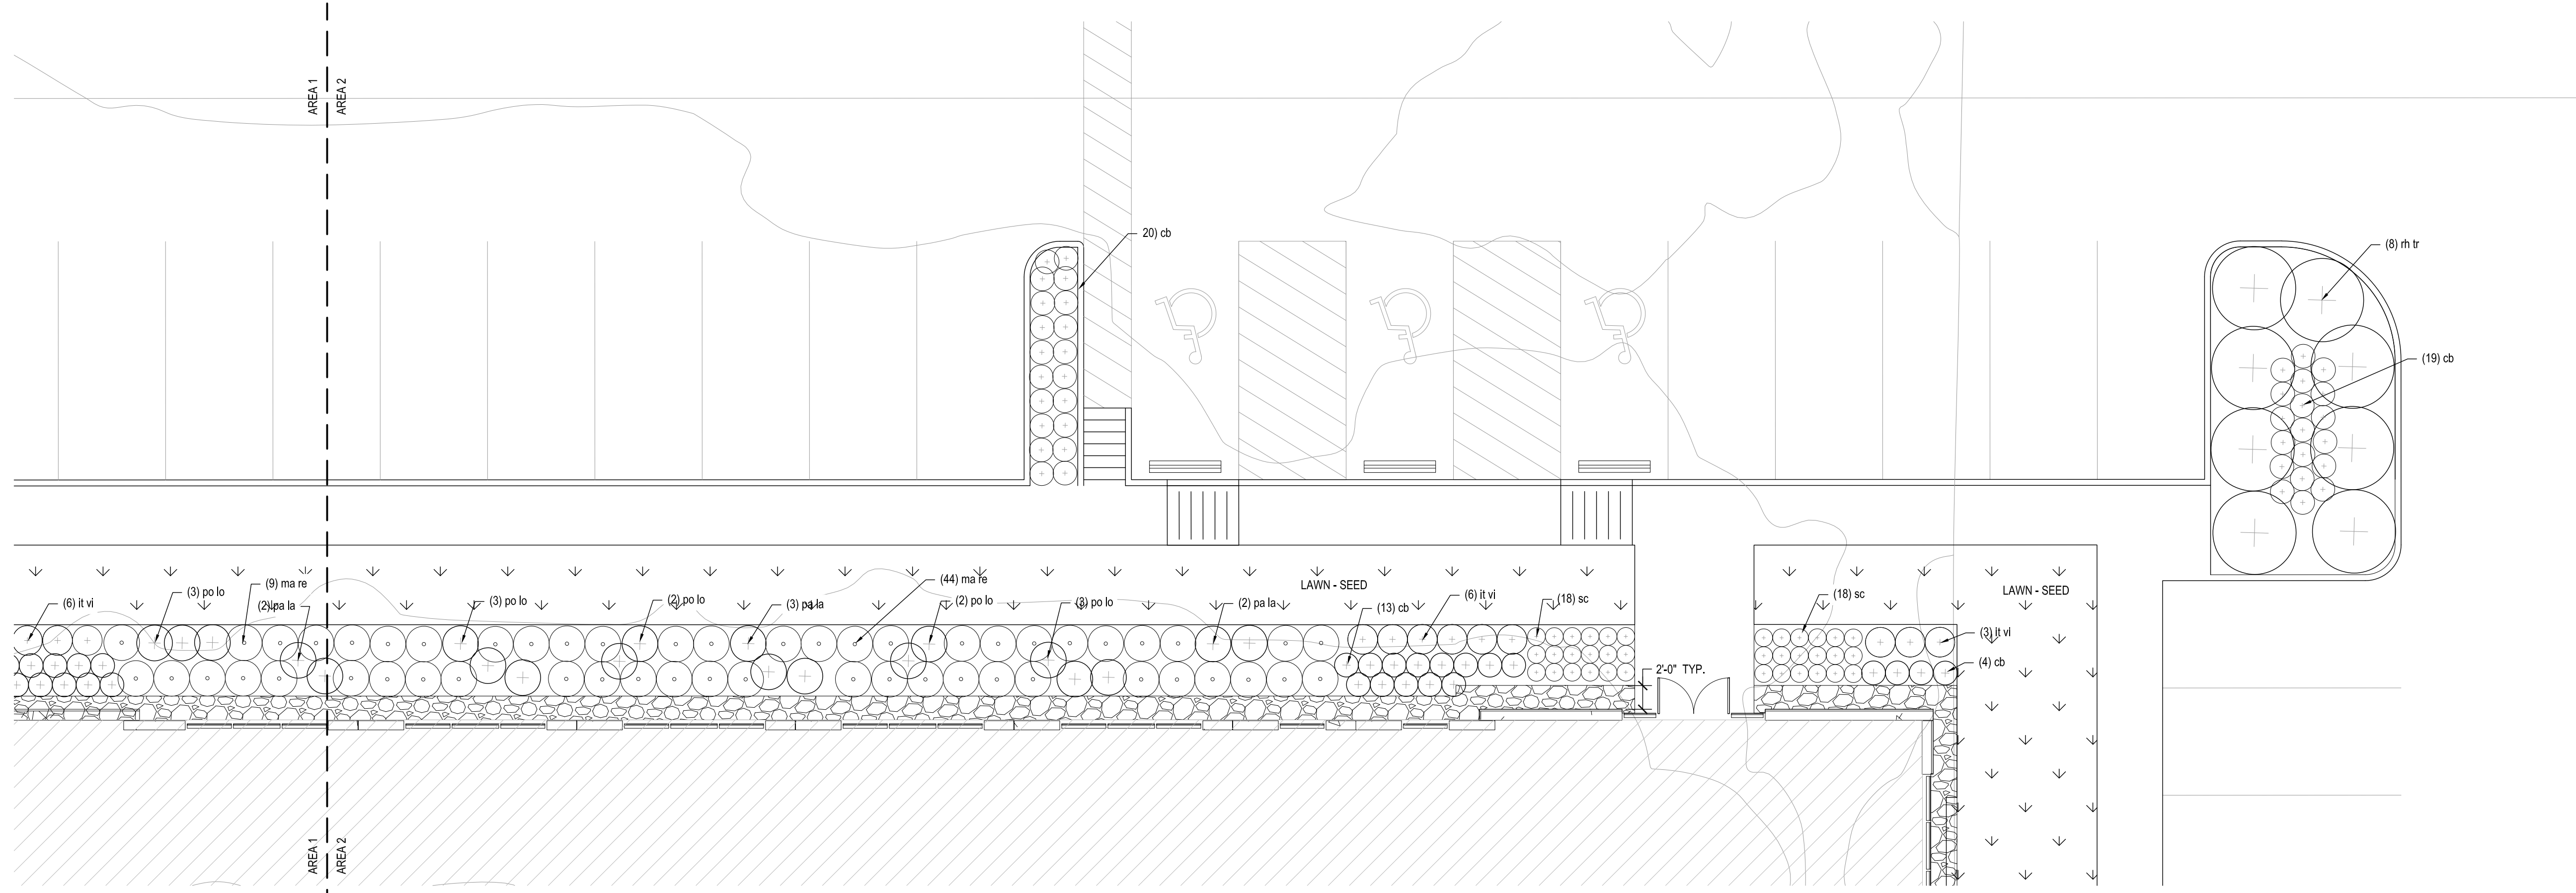 AREA 1
AREA 2
20) cb
(8) rh tr
(19) cb
(6) it vi
(3) po lo
(9) ma re
(2) pa la
(3) po lo
(2) po lo
(3) pa la
(44) ma re
(2) po lo
(3) po lo
(2) pa la
LAWN - SEED
(13) cb
(6) it vi
(18) sc
2'-0" TYP.
(18) sc
LAWN - SEED
(3) it vi
(4) cb
AREA 1
AREA 2